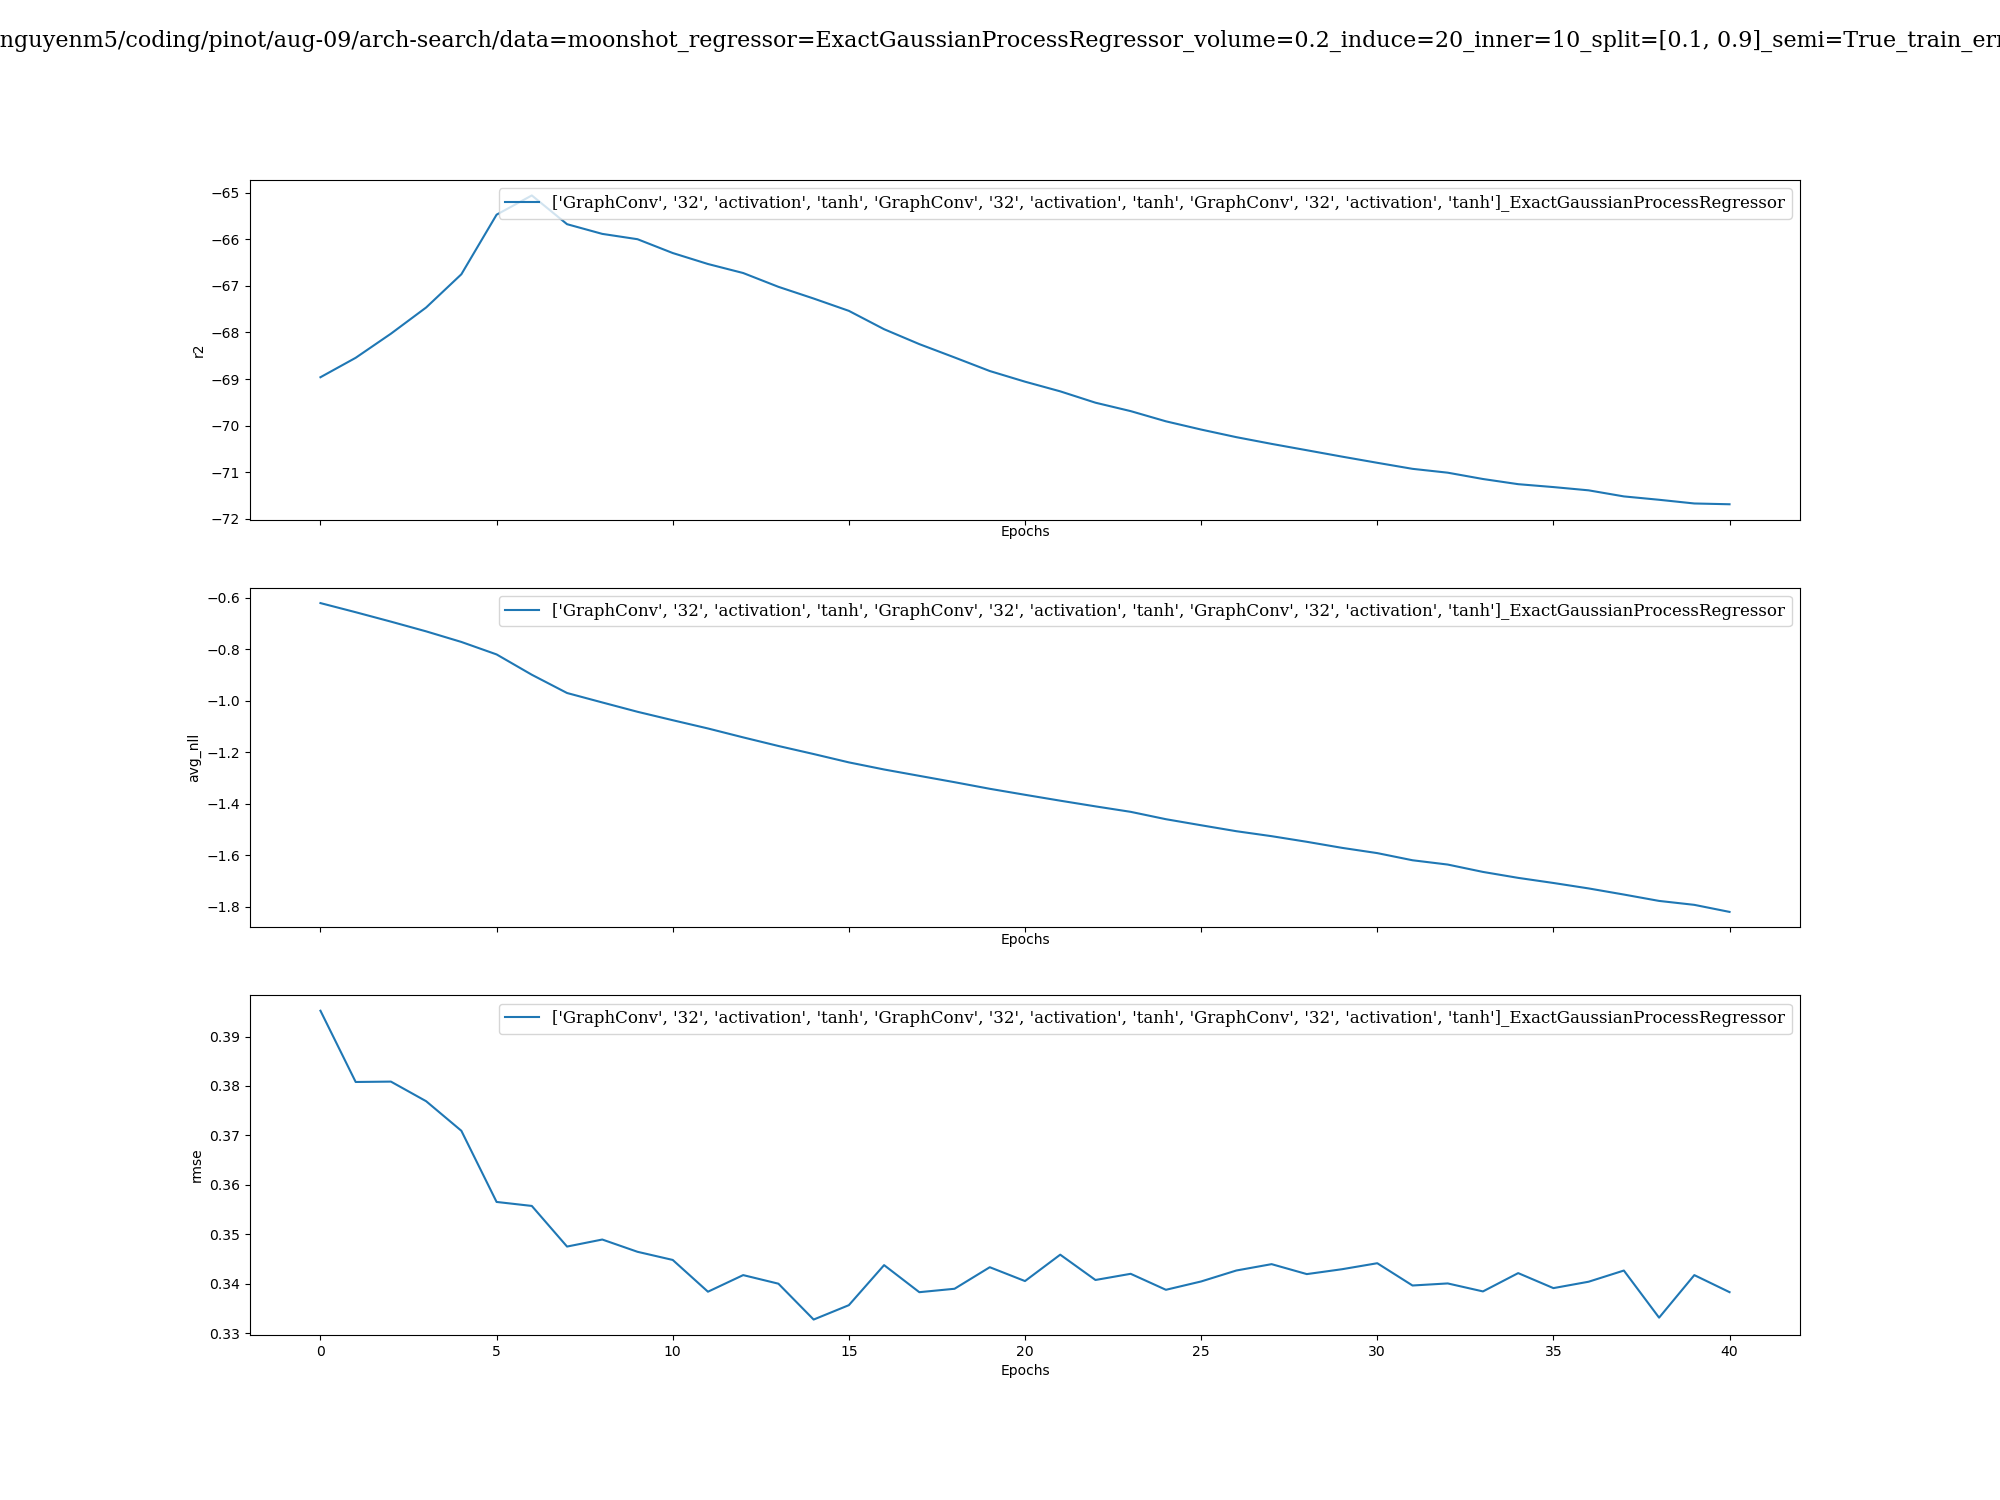 nguyenm5/coding/pinot/aug-09/arch-search/data=moonshot_regressor=ExactGaussianProcessRegressor_volume=0.2_induce=20_inner=10_split=[0.1, 0.9]_semi=True_train_err
['GraphConv', '32', 'activation', 'tanh', 'GraphConv', '32', 'activation', 'tanh', 'GraphConv', '32', 'activation', 'tanh']_ExactGaussianProcessRegressor
−65
−66
−67
−68
−69
−70
−71
−72
r2
Epochs
['GraphConv', '32', 'activation', 'tanh', 'GraphConv', '32', 'activation', 'tanh', 'GraphConv', '32', 'activation', 'tanh']_ExactGaussianProcessRegressor
−0.6
−0.8
−1.0
−1.2
−1.4
−1.6
−1.8
avg_nll
Epochs
['GraphConv', '32', 'activation', 'tanh', 'GraphConv', '32', 'activation', 'tanh', 'GraphConv', '32', 'activation', 'tanh']_ExactGaussianProcessRegressor
0.39
0.38
0.37
0.36
0.35
0.34
0.33
rmse
0 5 10 15 20 25 30 35 40
Epochs